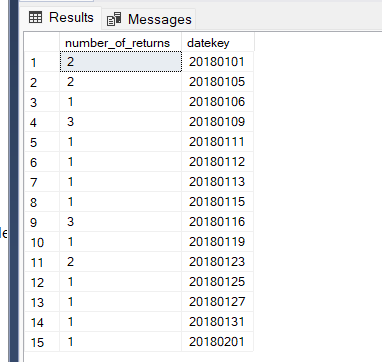 Results Messages
number_of_returns datekey
1 2 20180101
2 2 20180105
3 1 20180106
4 3 20180109
5 1 20180111
6 1 20180112
7 1 20180113
8 1 20180115
9 3 20180116
10 1 20180119
11 2 20180123
12 1 20180125
13 1 20180127
14 1 20180131
15 1 20180201